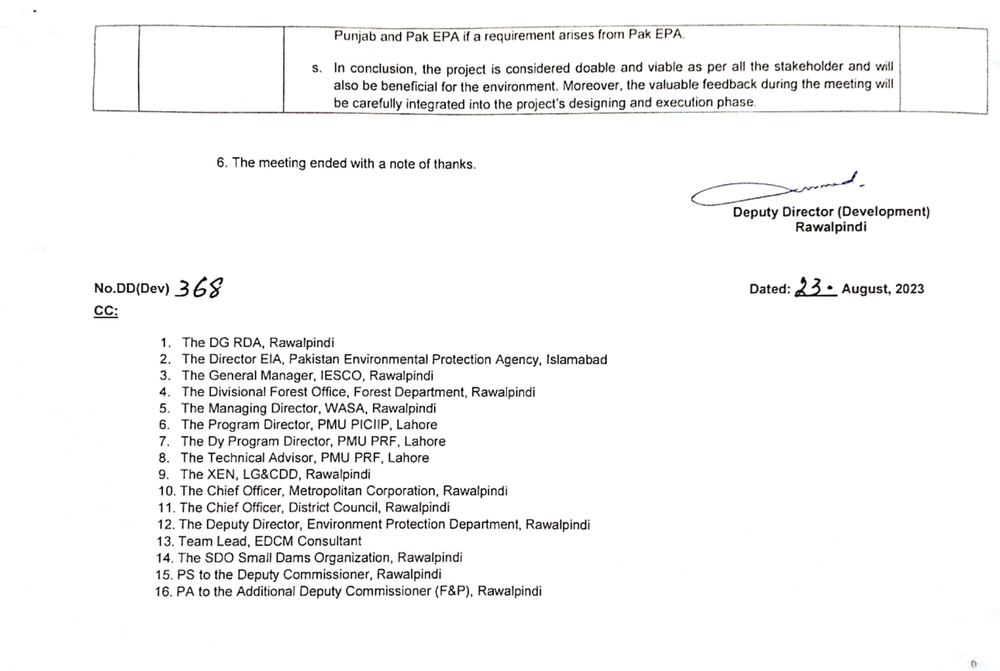 Punjab and Pak EPA if a requirement arises from Pak EPA.
s. In conclusion, the project is considered doable and viable as per all the stakeholder and will
also be beneficial for the environment. Moreover, the valuable feedback during the meeting will
be carefully integrated into the project's designing and execution phase.
6. The meeting ended with a note of thanks.
Deputy Director (Development)
Rawalpindi
No.DD(Dev) 368
Dated: 23. August, 2023
CC:
1. The DG RDA, Rawalpindi
2. The Director EIA, Pakistan Environmental Protection Agency, Islamabad
3. The General Manager, IESCO, Rawalpindi
4. The Divisional Forest Office, Forest Department, Rawalpindi
5. The Managing Director, WASA, Rawalpindi
6. The Program Director, PMU PICIIP, Lahore
7. The Dy Program Director, PMU PRF, Lahore
8. The Technical Advisor, PMU PRF, Lahore
9. The XEN, LG&CDD, Rawalpindi
10. The Chief Officer, Metropolitan Corporation, Rawalpindi
11. The Chief Officer, District Council, Rawalpindi
12. The Deputy Director, Environment Protection Department, Rawalpindi
13. Team Lead, EDCM Consultant
14. The SDO Small Dams Organization, Rawalpindi
15. PS to the Deputy Commissioner, Rawalpindi
16. PA to the Additional Deputy Commissioner (F&P), Rawalpindi
6